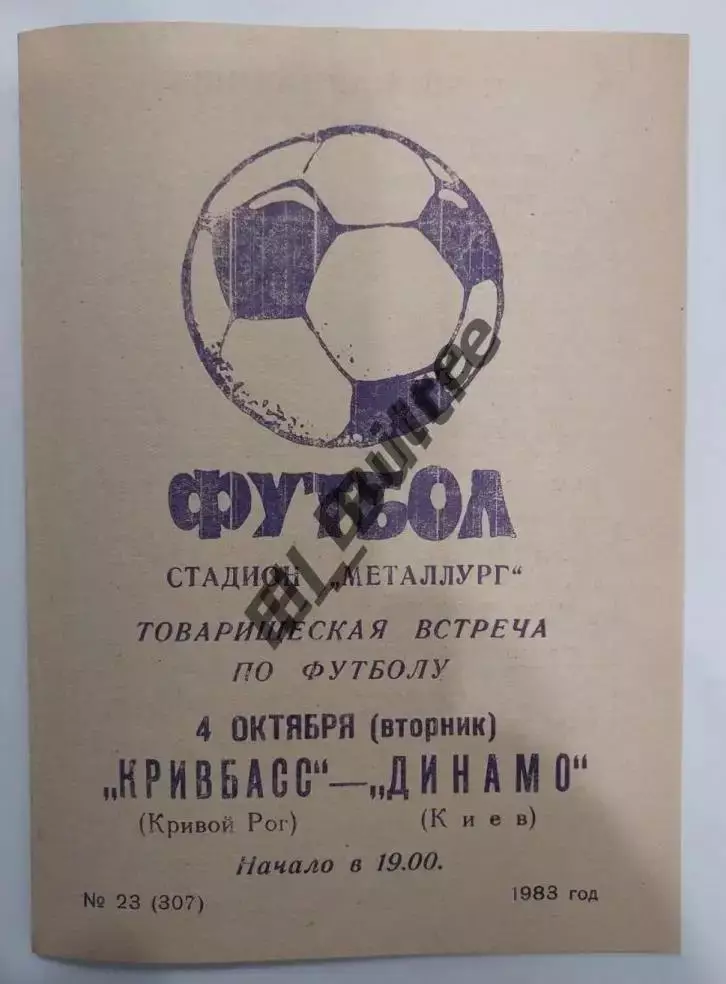 ФУТБОЛ
СТАДИОН „МЕТАЛЛУРГ“
ТОВАРИЩЕСКАЯ ВСТРЕЧА
ПО ФУТБОЛУ
4 ОКТЯБРЯ (вторник)
„КРИВБАСС“—„ДИНАМО“
(Кривой Рог) (Киев)
Начало в 19.00.
№ 23 (307) 1983 год